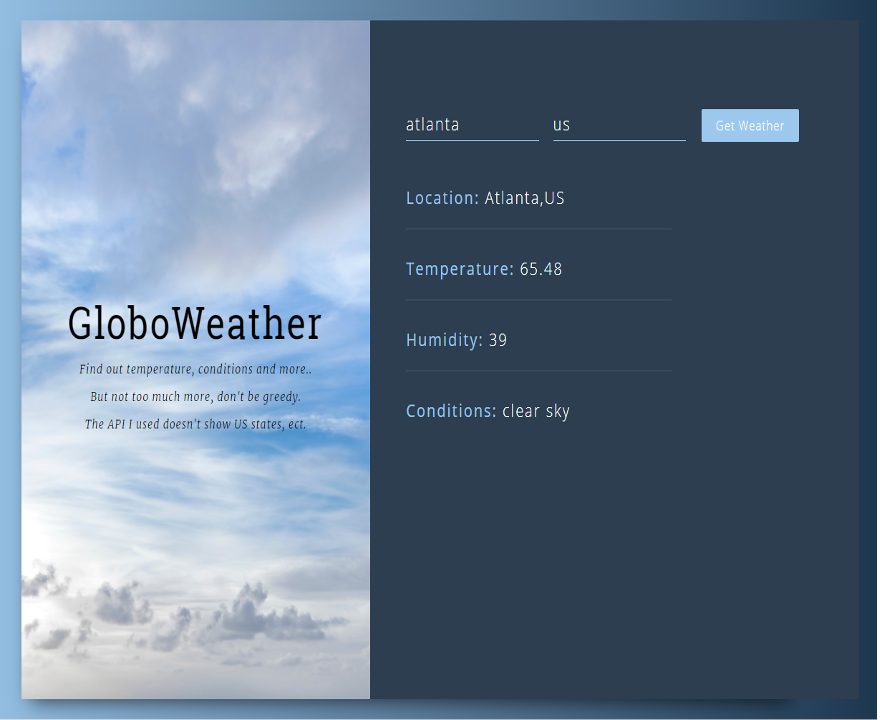 atlanta us Get Weather
Location: Atlanta,US
Temperature: 65.48
Humidity: 39
Conditions: clear sky
GloboWeather
Find out temperature, conditions and more..
But not too much more, don't be greedy.
The API I used doesn't show US states, ect.